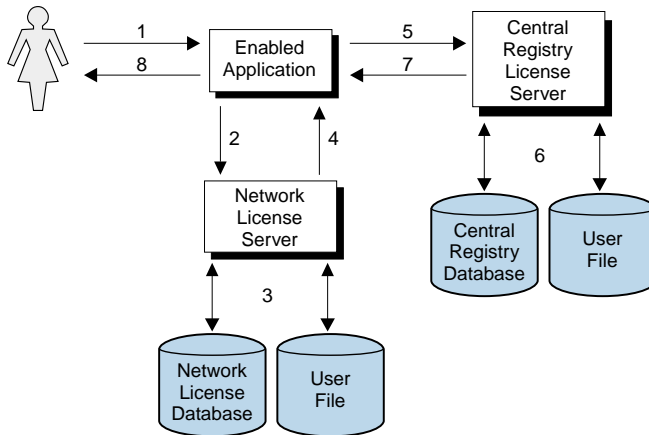 1
8
Enabled
Application
5
7
Central
Registry
License
Server
2
4
6
Network
License
Server
Central
Registry
Database
User
File
3
Network
License
Database
User
File